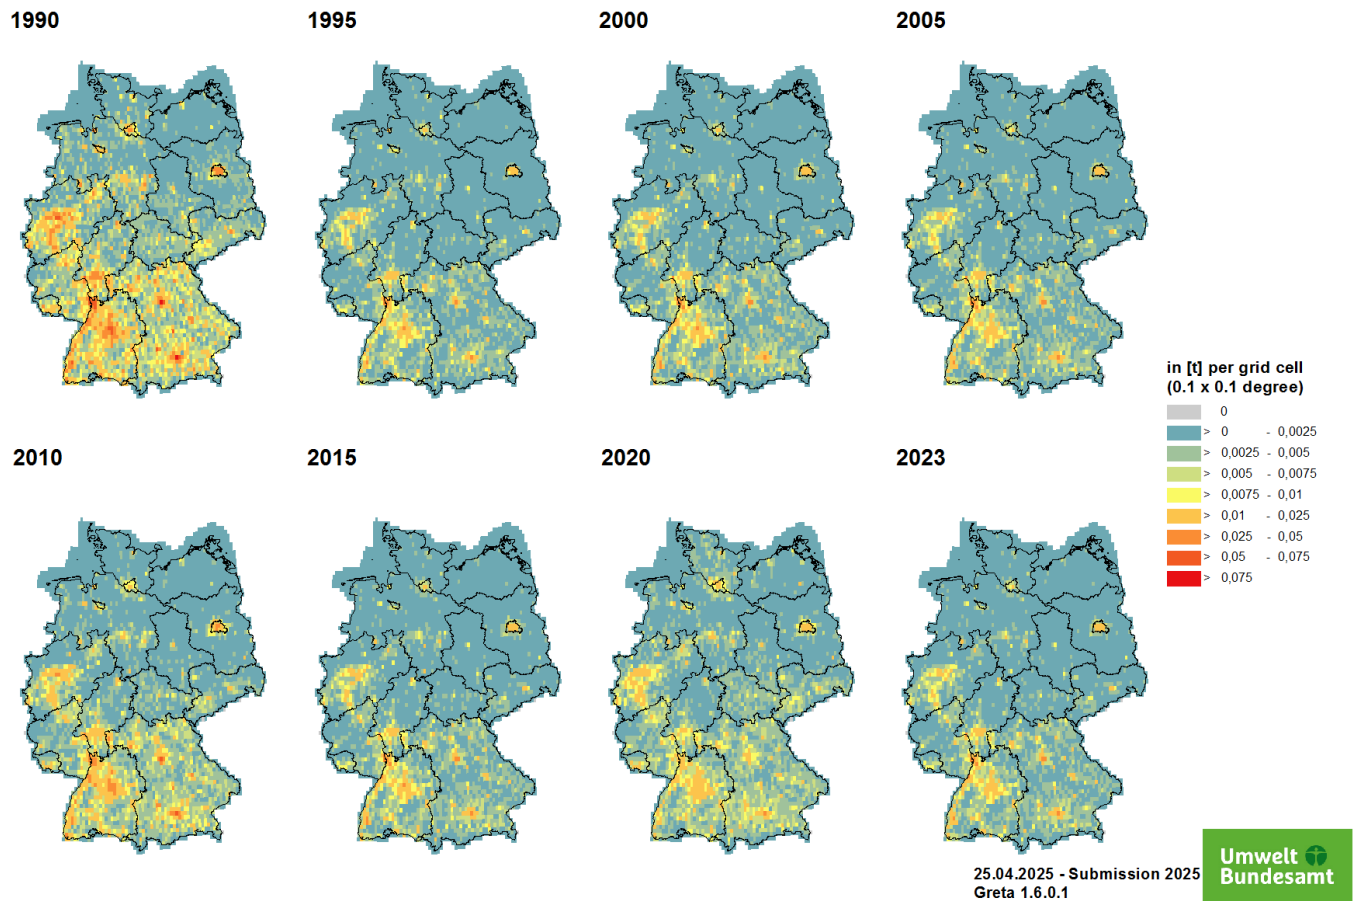 1990
1995
2000
2005
in [t] per grid cell
(0.1 x 0.1 degree)
0
> 0 - 0,0025
> 0,0025 - 0,005
> 0,005 - 0,0075
> 0,0075 - 0,01
> 0,01 - 0,025
> 0,025 - 0,05
> 0,05 - 0,075
> 0,075
2010
2015
2020
2023
25.04.2025 - Submission 2025
Greta 1.6.0.1
Umwelt
Bundesamt